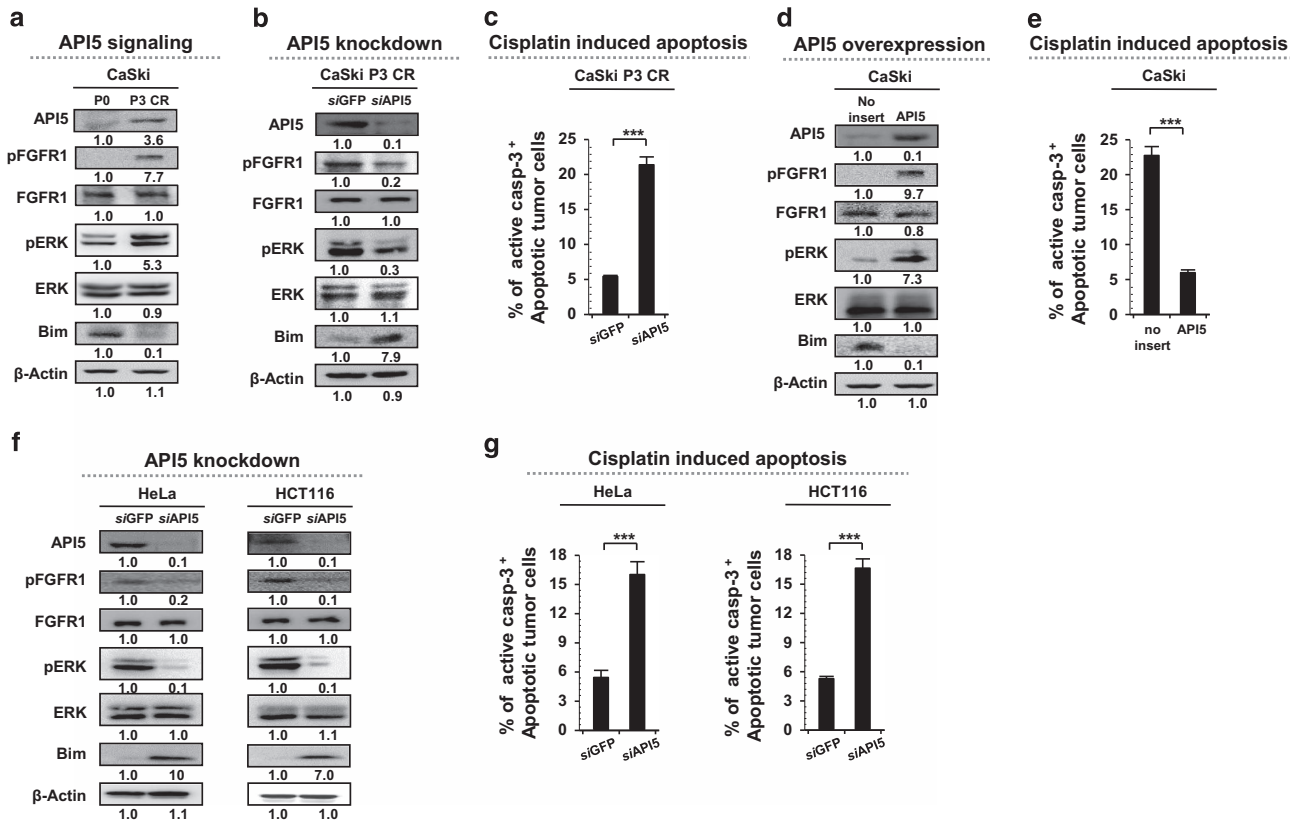 a
API5 signaling
CaSki
P0 P3 CR
API5
1.0 3.6
pFGFR1
1.0 7.7
FGFR1
1.0 1.0
pERK
1.0 5.3
ERK
1.0 0.9
Bim
1.0 0.1
β-Actin
1.0 1.1
b
API5 knockdown
CaSki P3 CR
siGFP siAPI5
API5
1.0 0.1
pFGFR1
1.0 0.2
FGFR1
1.0 1.0
pERK
1.0 0.3
ERK
1.0 1.1
Bim
1.0 7.9
β-Actin
1.0 0.9
c
Cisplatin induced apoptosis
CaSki P3 CR
% of active casp-3+
Apoptotic tumor cells
25
20
15
10
5
0
***
siGFP siAPI5
d
API5 overexpression
CaSki
No
insert API5
API5
1.0 0.1
pFGFR1
1.0 9.7
FGFR1
1.0 0.8
pERK
1.0 7.3
ERK
1.0 1.0
Bim
1.0 0.1
β-Actin
1.0 1.0
e
Cisplatin induced apoptosis
CaSki
% of active casp-3+
Apoptotic tumor cells
25
20
15
10
5
0
***
no
insert API5
f
API5 knockdown
HeLa HCT116
siGFP siAPI5 siGFP siAPI5
API5
1.0 0.1 1.0 0.1
pFGFR1
1.0 0.2 1.0 0.1
FGFR1
1.0 1.0 1.0 1.0
pERK
1.0 0.1 1.0 0.1
ERK
1.0 1.0 1.0 1.1
Bim
1.0 10 1.0 7.0
β-Actin
1.0 1.1 1.0 1.0
g
Cisplatin induced apoptosis
HeLa
% of active casp-3+
Apoptotic tumor cells
18
15
12
9
6
3
0
***
siGFP siAPI5
HCT116
% of active casp-3+
Apoptotic tumor cells
18
15
12
9
6
3
0
***
siGFP siAPI5